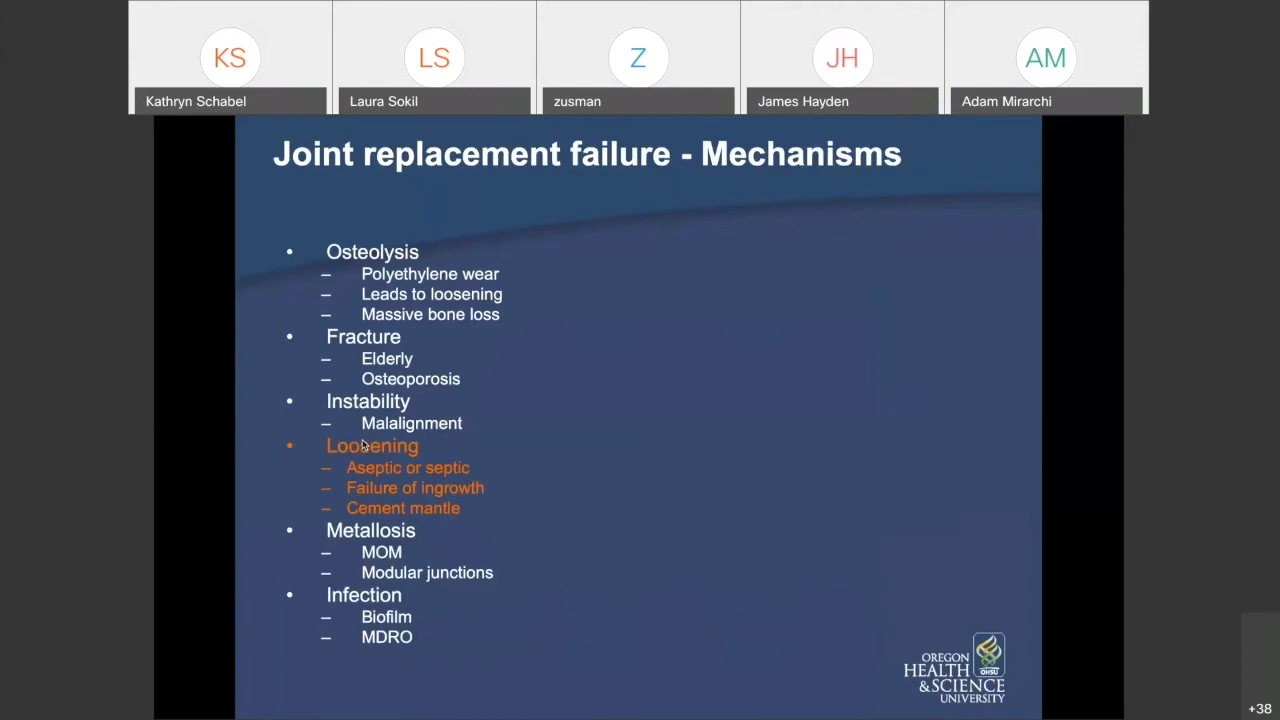 KS
LS
Z
JH
AM
Kathryn Schabel
Laura Sokil
zusman
James Hayden
Adam Mirarchi
Joint replacement failure - Mechanisms
• Osteolysis
– Polyethylene wear
– Leads to loosening
– Massive bone loss
• Fracture
– Elderly
– Osteoporosis
• Instability
– Malalignment
• Loosening
– Aseptic or septic
– Failure of ingrowth
– Cement mantle
• Metallosis
– MOM
– Modular junctions
• Infection
– Biofilm
– MDRO
OHSU
OREGON
HEALTH
&SCIENCE
UNIVERSITY
+38